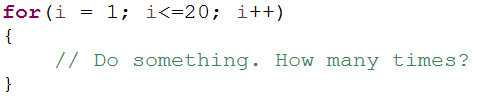 for(i = 1; i<=20; i++)
{
    // Do something. How many times?
}